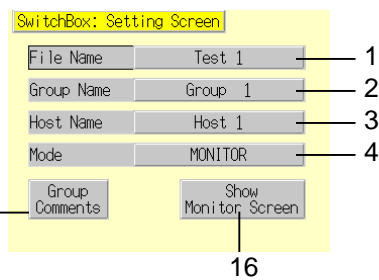 SwitchBox: Setting Screen
File Name Test 1 1
Group Name Group 1 2
Host Name Host 1 3
Mode MONITOR 4
Group Comments
Show Monitor Screen
16